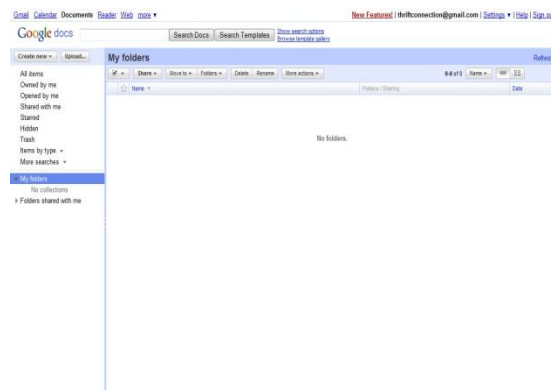 Gmail Calendar Documents Reader Web more ▼
New Features! | thriftconnection@gmail.com | Settings ▼ | Help | Sign
Google docs
Search Docs Search Templates
Show search options
Browse template gallery
Create new Upload...
My folders
Refresh
Share Move to Folders Delete Rename More actions
0-0 of 0 Name
Name Folders / Sharing Date
All items
Owned by me
Opened by me
Shared with me
Starred
Hidden
Trash
Items by type
More searches
No folders.
My folders
No collections
Folders shared with me